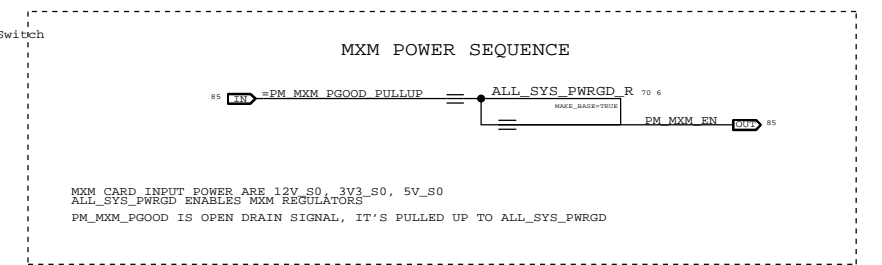 Switch
MXM POWER SEQUENCE
85 IN =PM_MXM_PGOOD_PULLUP ALL_SYS_PWRGD_R 70 6
MAKE_BASE=TRUE
PM_MXM_EN OUT 85
MXM CARD INPUT POWER ARE 12V_S0, 3V3_S0, 5V_S0
ALL_SYS_PWRGD ENABLES MXM REGULATORS
PM_MXM_PGOOD IS OPEN DRAIN SIGNAL, IT'S PULLED UP TO ALL_SYS_PWRGD